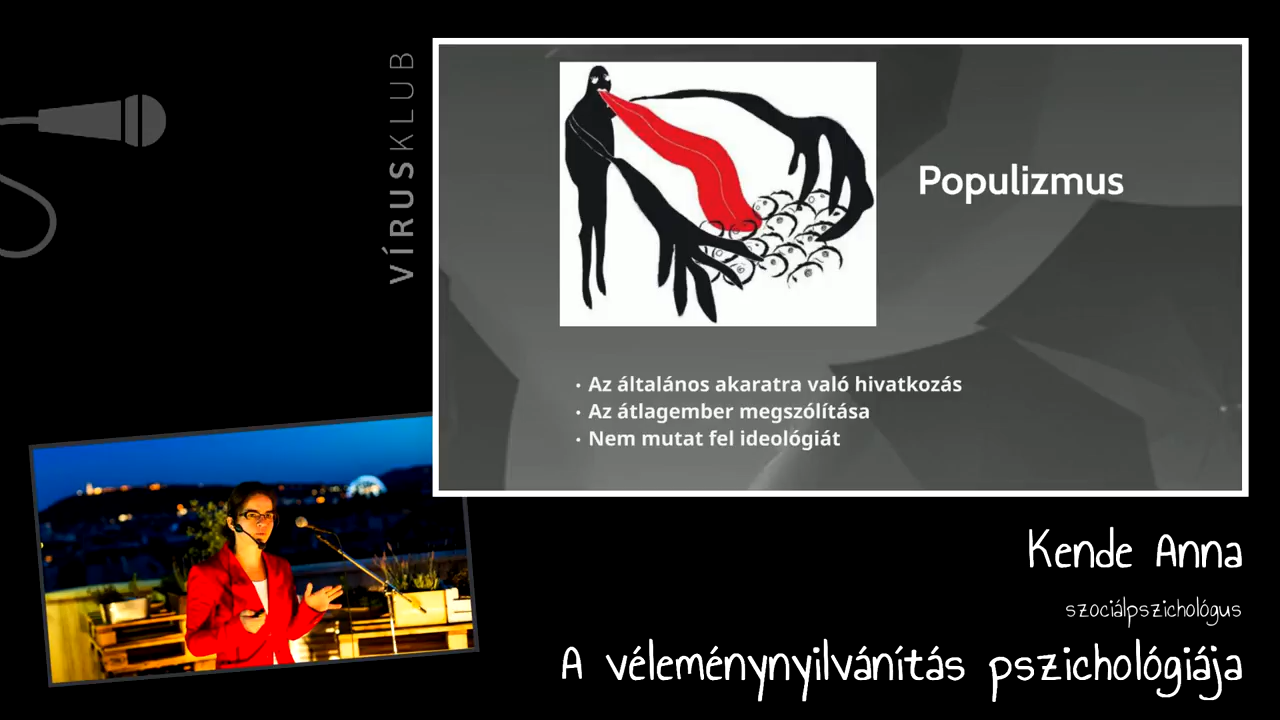 VÍRUSKLUB
Populizmus
· Az általános akaratra való hivatkozás
· Az átlagember megszólítása
· Nem mutat fel ideológiát
Kende Anna
szociálpszichológus
A véleménynyilvánítás pszichológiája